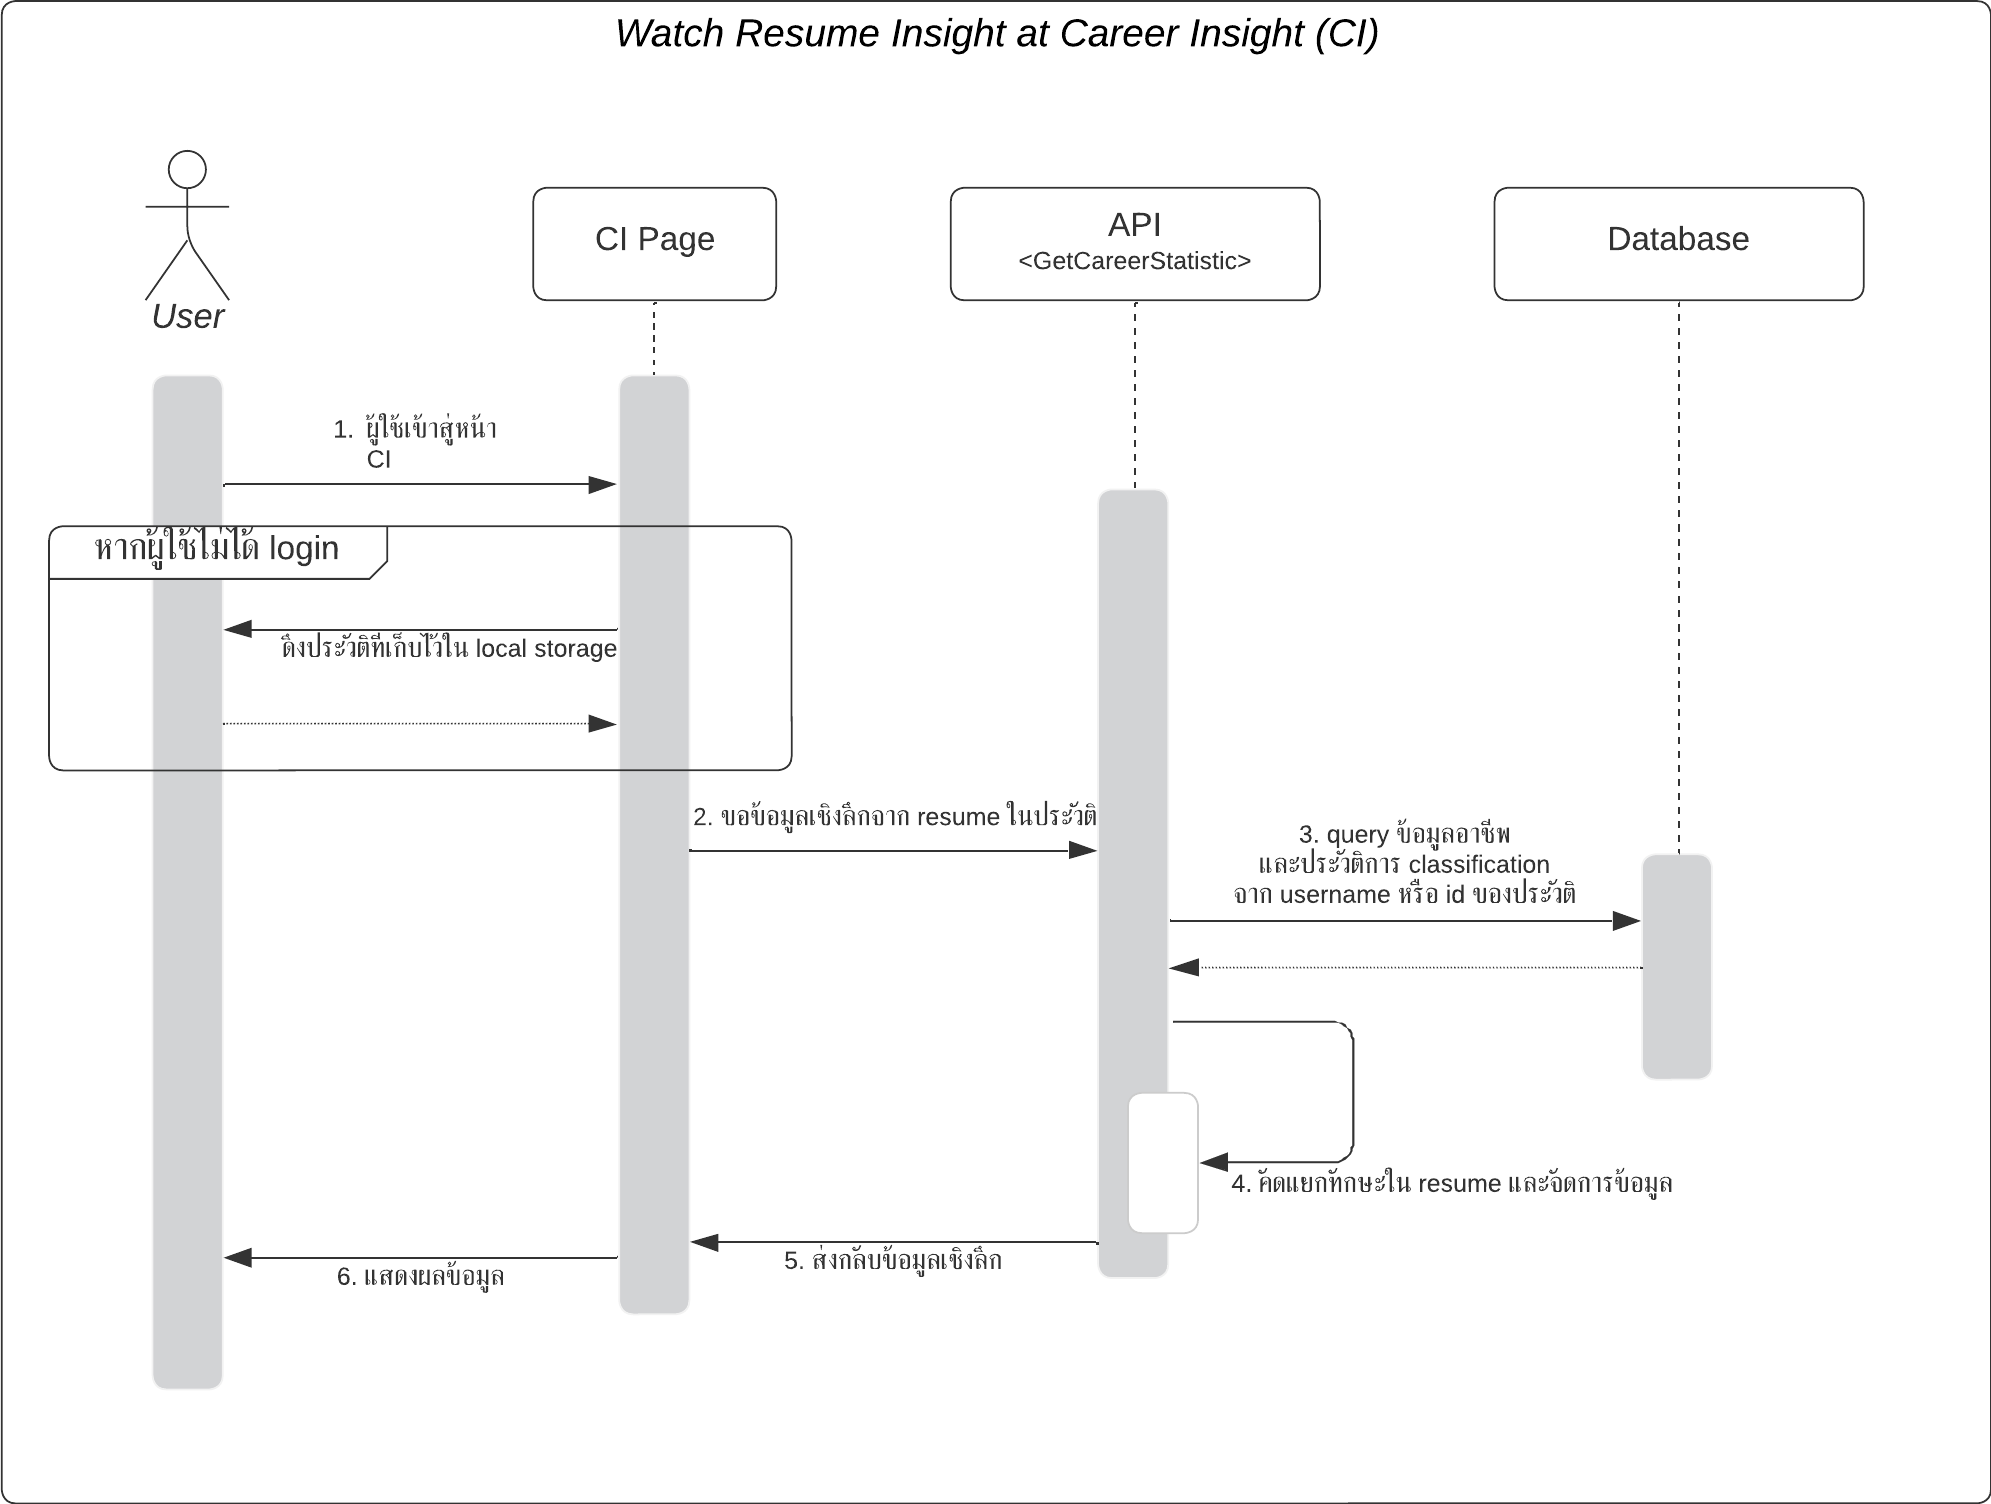 Watch Resume Insight at Career Insight (CI)
User
CI Page
API
<GetCareerStatistic>
Database
1. ผู้ใช้เข้าสู่หน้า
CI
หากผู้ใช้ไม่ได้ login
ดึงประวัติที่เก็บไว้ใน local storage
2. ขอข้อมูลเชิงลึกจาก resume ในประวัติ
3. query ข้อมูลอาชีพ
และประวัติการ classification
จาก username หรือ id ของประวัติ
4. คัดแยกทักษะใน resume และจัดการข้อมูล
5. ส่งกลับข้อมูลเชิงลึก
6. แสดงผลข้อมูล